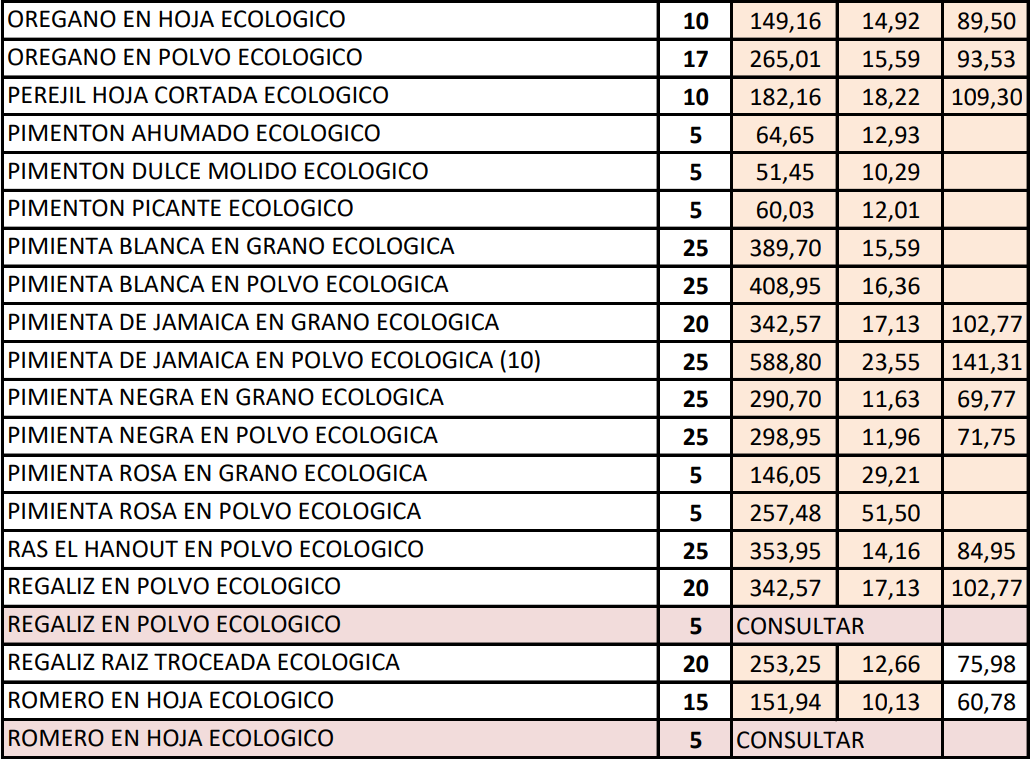 OREGANO EN HOJA ECOLOGICO 10 149,16 14,92 89,50
OREGANO EN POLVO ECOLOGICO 17 265,01 15,59 93,53
PEREJIL HOJA CORTADA ECOLOGICO 10 182,16 18,22 109,30
PIMENTON AHUMADO ECOLOGICO 5 64,65 12,93
PIMENTON DULCE MOLIDO ECOLOGICO 5 51,45 10,29
PIMENTON PICANTE ECOLOGICO 5 60,03 12,01
PIMIENTA BLANCA EN GRANO ECOLOGICA 25 389,70 15,59
PIMIENTA BLANCA EN POLVO ECOLOGICA 25 408,95 16,36
PIMIENTA DE JAMAICA EN GRANO ECOLOGICA 20 342,57 17,13 102,77
PIMIENTA DE JAMAICA EN POLVO ECOLOGICA (10) 25 588,80 23,55 141,31
PIMIENTA NEGRA EN GRANO ECOLOGICA 25 290,70 11,63 69,77
PIMIENTA NEGRA EN POLVO ECOLOGICA 25 298,95 11,96 71,75
PIMIENTA ROSA EN GRANO ECOLOGICA 5 146,05 29,21
PIMIENTA ROSA EN POLVO ECOLOGICA 5 257,48 51,50
RAS EL HANOUT EN POLVO ECOLOGICO 25 353,95 14,16 84,95
REGALIZ EN POLVO ECOLOGICO 20 342,57 17,13 102,77
REGALIZ EN POLVO ECOLOGICO 5 CONSULTAR
REGALIZ RAIZ TROCEADA ECOLOGICA 20 253,25 12,66 75,98
ROMERO EN HOJA ECOLOGICO 15 151,94 10,13 60,78
ROMERO EN HOJA ECOLOGICO 5 CONSULTAR